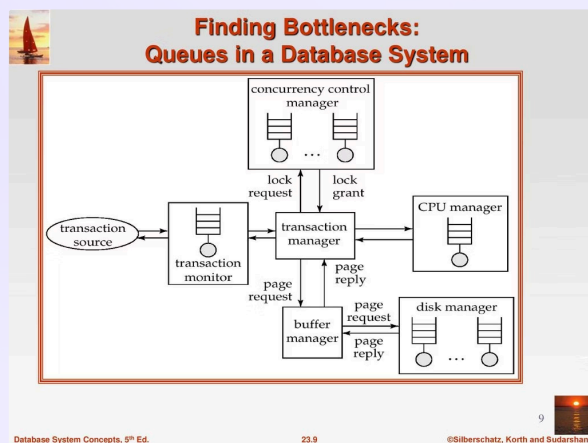 Finding Bottlenecks:
Queues in a Database System
concurrency control
manager
...
lock
request
lock
grant
transaction
source
transaction
monitor
transaction
manager
CPU manager
page
request
page
reply
buffer
manager
page
request
page
reply
disk manager
...
9
Database System Concepts, 5th Ed.
23.9
©Silberschatz, Korth and Sudarshan